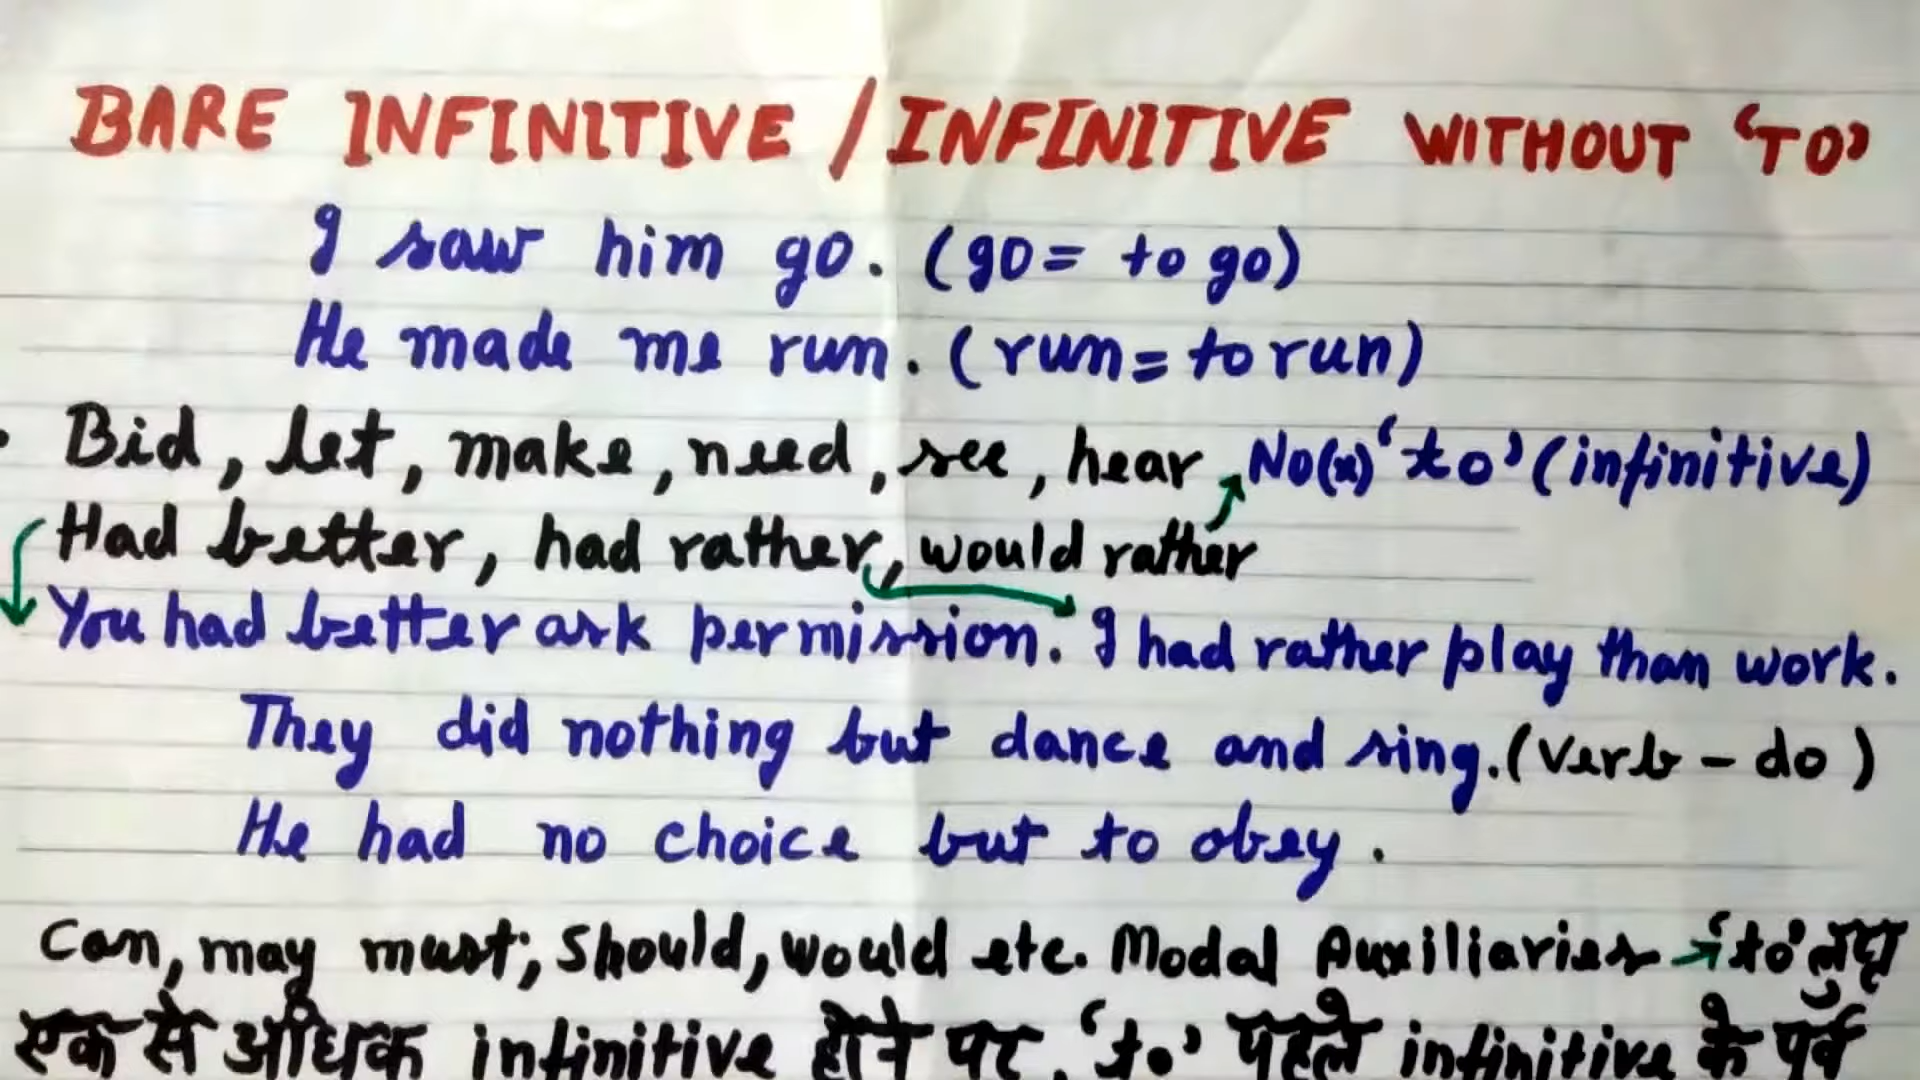 BARE INFINITIVE / INFINITIVE WITHOUT 'TO'
I saw him go. (go = to go)
He made me run. (run = to run)
Bid, let, make, need, see, hear No(x) 'to' (infinitive)
Had better, had rather, would rather
You had better ask permission. I had rather play than work.
They did nothing but dance and sing. (Verb - do)
He had no choice but to obey.
Can, may must, Should, would etc. Modal Auxiliaries → 'to' लुप्त
एक से अधिक infinitive होने पर, 'to' पहले infinitive के पूर्व